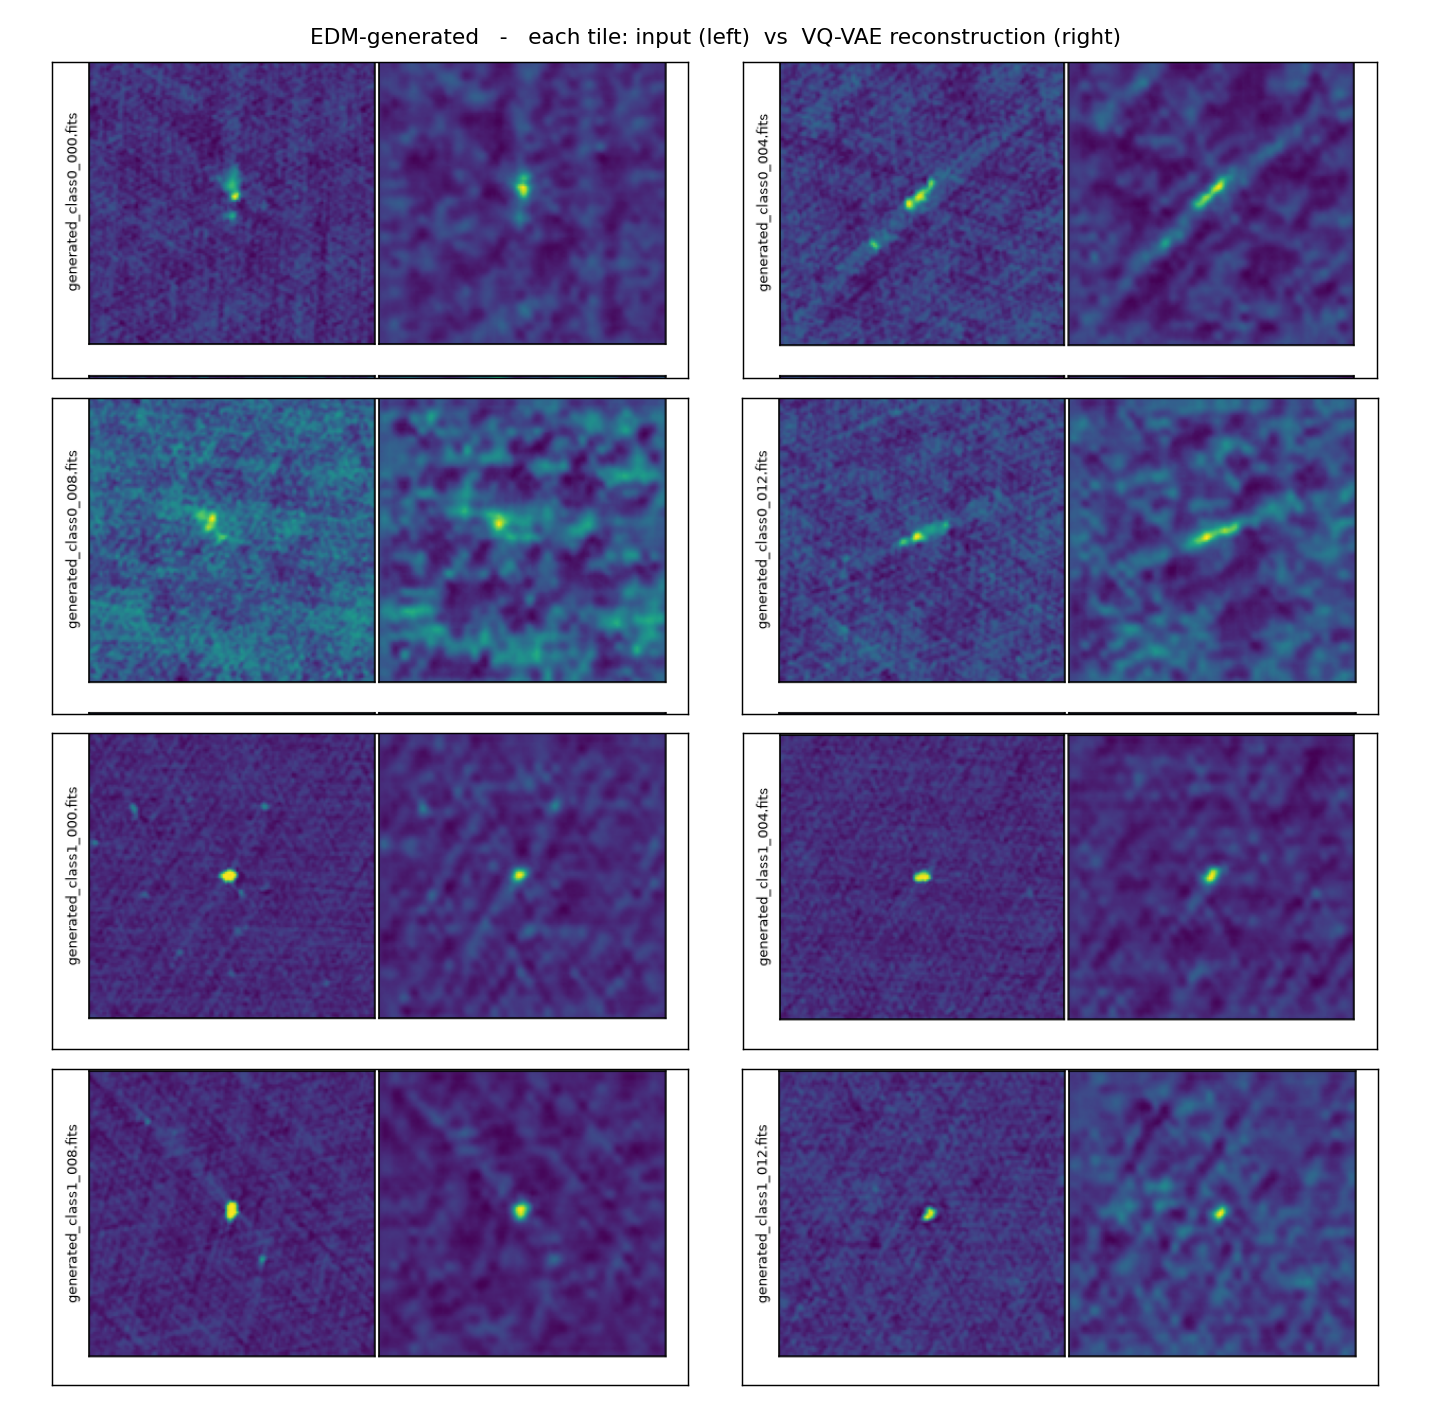 EDM-generated - each tile: input (left) vs VQ-VAE reconstruction (right)
generated_class0_000.fits
generated_class0_004.fits
generated_class0_008.fits
generated_class0_012.fits
generated_class1_000.fits
generated_class1_004.fits
generated_class1_008.fits
generated_class1_012.fits